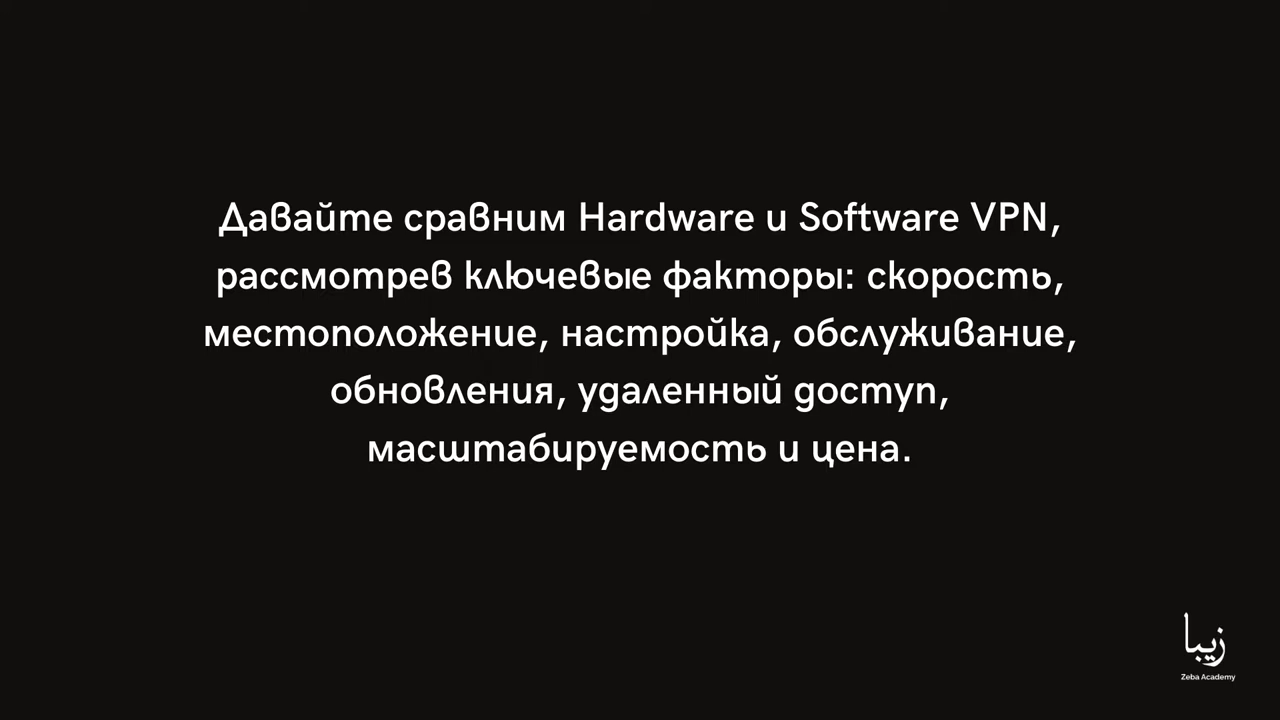 Давайте сравним Hardware и Software VPN,
рассмотрев ключевые факторы: скорость,
местоположение, настройка, обслуживание,
обновления, удаленный доступ,
масштабируемость и цена.
زیبا
Zeba Academy